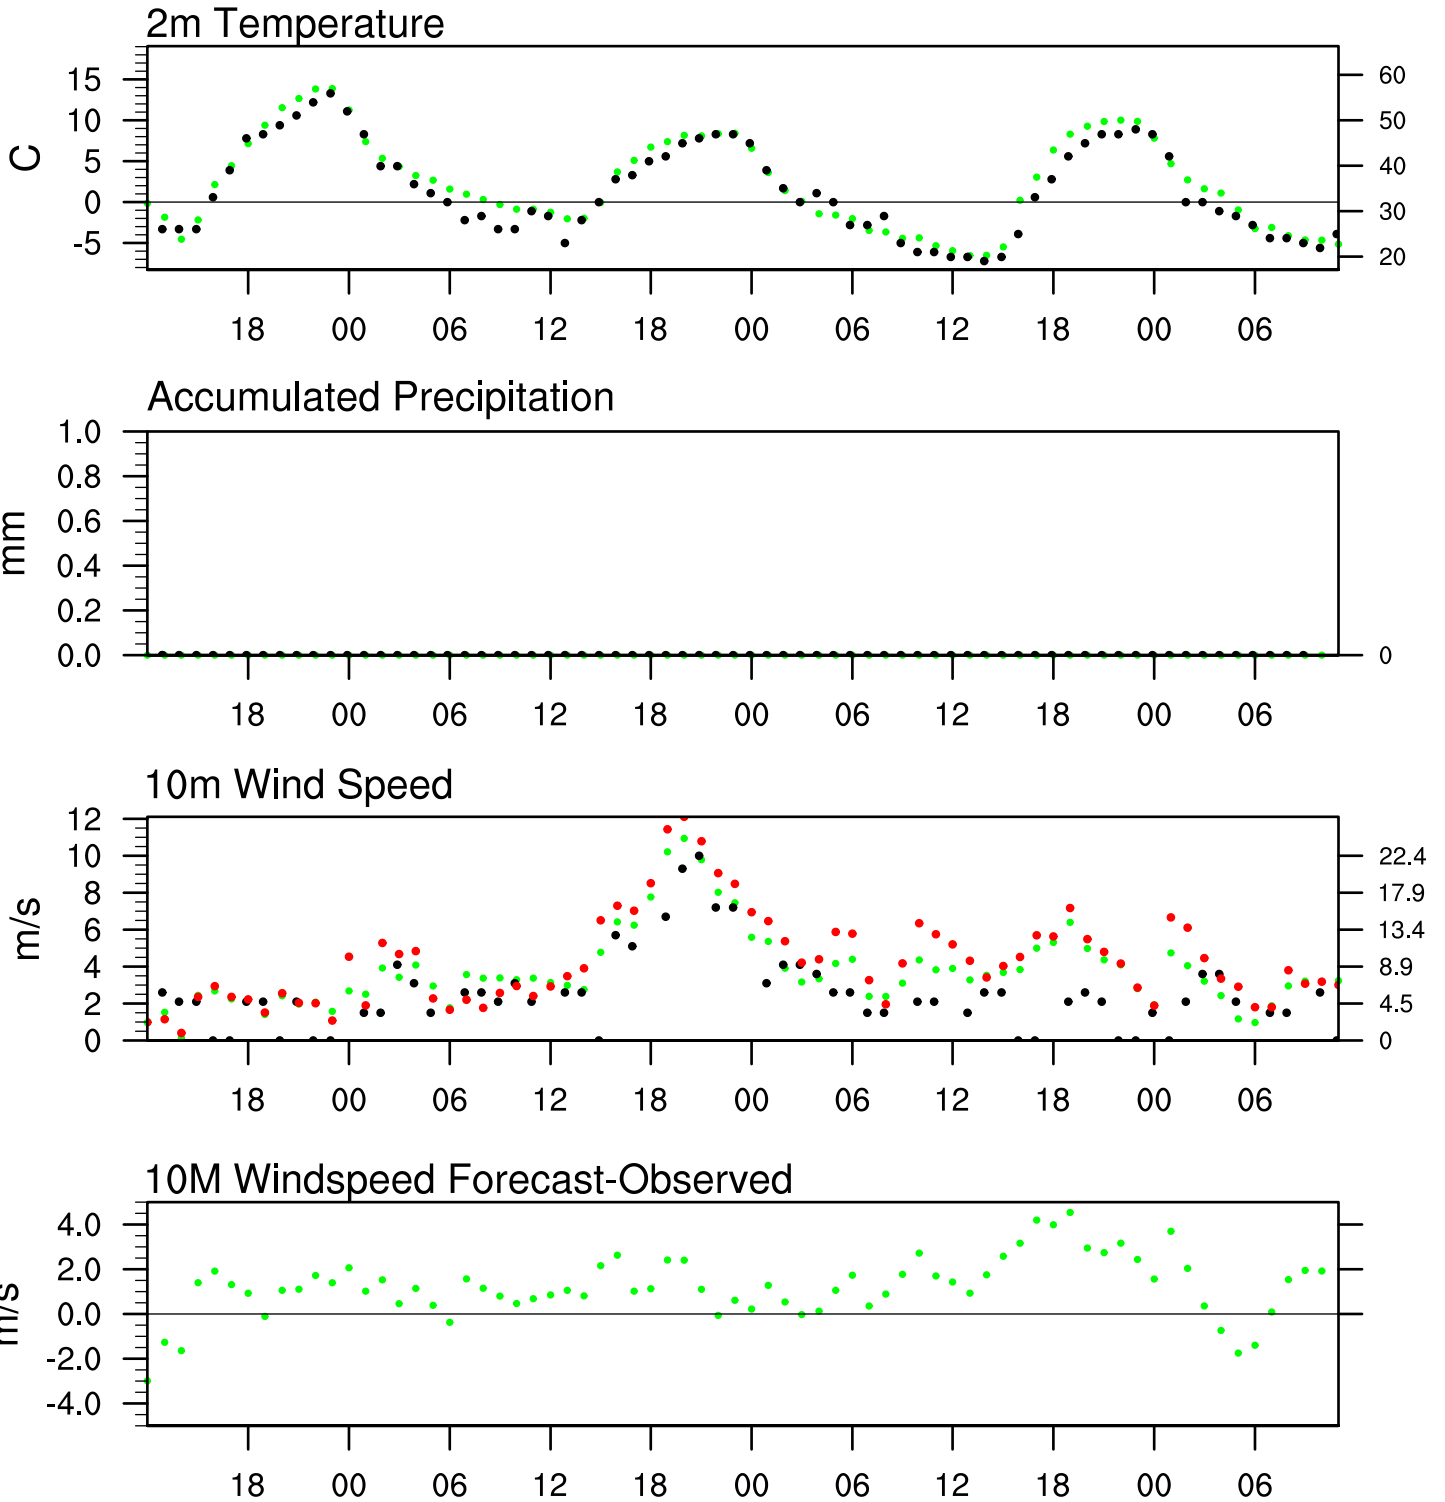 2m Temperature
15
10
5
0
-5
C
60
50
40
30
20
18 00 06 12 18 00 06 12 18 00 06
Accumulated Precipitation
1.0
0.8
0.6
0.4
0.2
0.0
mm
0
18 00 06 12 18 00 06 12 18 00 06
10m Wind Speed
12
10
8
6
4
2
0
m/s
22.4
17.9
13.4
8.9
4.5
0
18 00 06 12 18 00 06 12 18 00 06
10M Windspeed Forecast-Observed
4.0
2.0
0.0
-2.0
-4.0
m/s
18 00 06 12 18 00 06 12 18 00 06